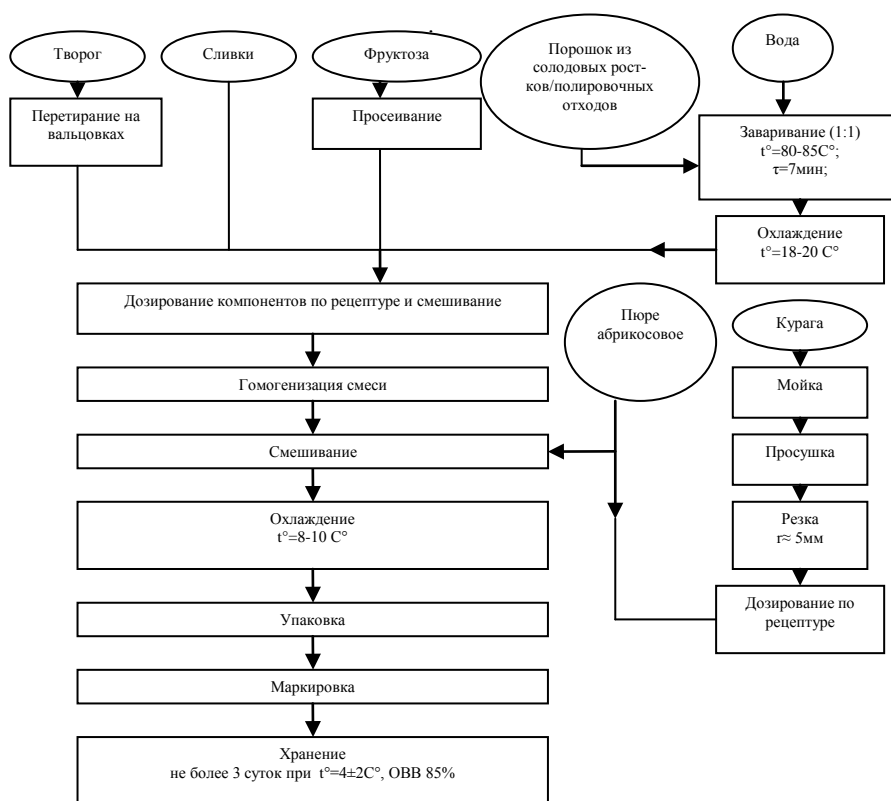 Творог
Сливки
Фруктоза
Порошок из
солодовых рост-
ков/полировочных
отходов
Вода
Перетирание на
вальцовках
Просеивание
Заваривание (1:1)
t°=80-85С°;
τ=7мин;
Охлаждение
t°=18-20 С°
Дозирование компонентов по рецептуре и смешивание
Пюре
абрикосовое
Курага
Гомогенизация смеси
Мойка
Смешивание
Просушка
Охлаждение
t°=8-10 С°
Резка
r≈ 5мм
Упаковка
Дозирование по
рецептуре
Маркировка
Хранение
не более 3 суток при t°=4±2С°, ОВВ 85%